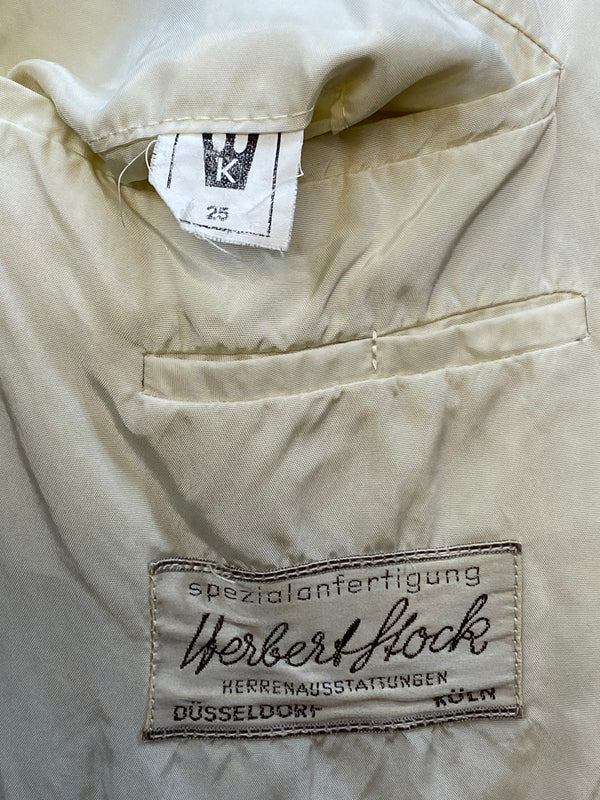 K
25
spezialanfertigung
Herbert Stock
HERRENAUSSTATTUNGEN
DÜSSELDORF KÖLN